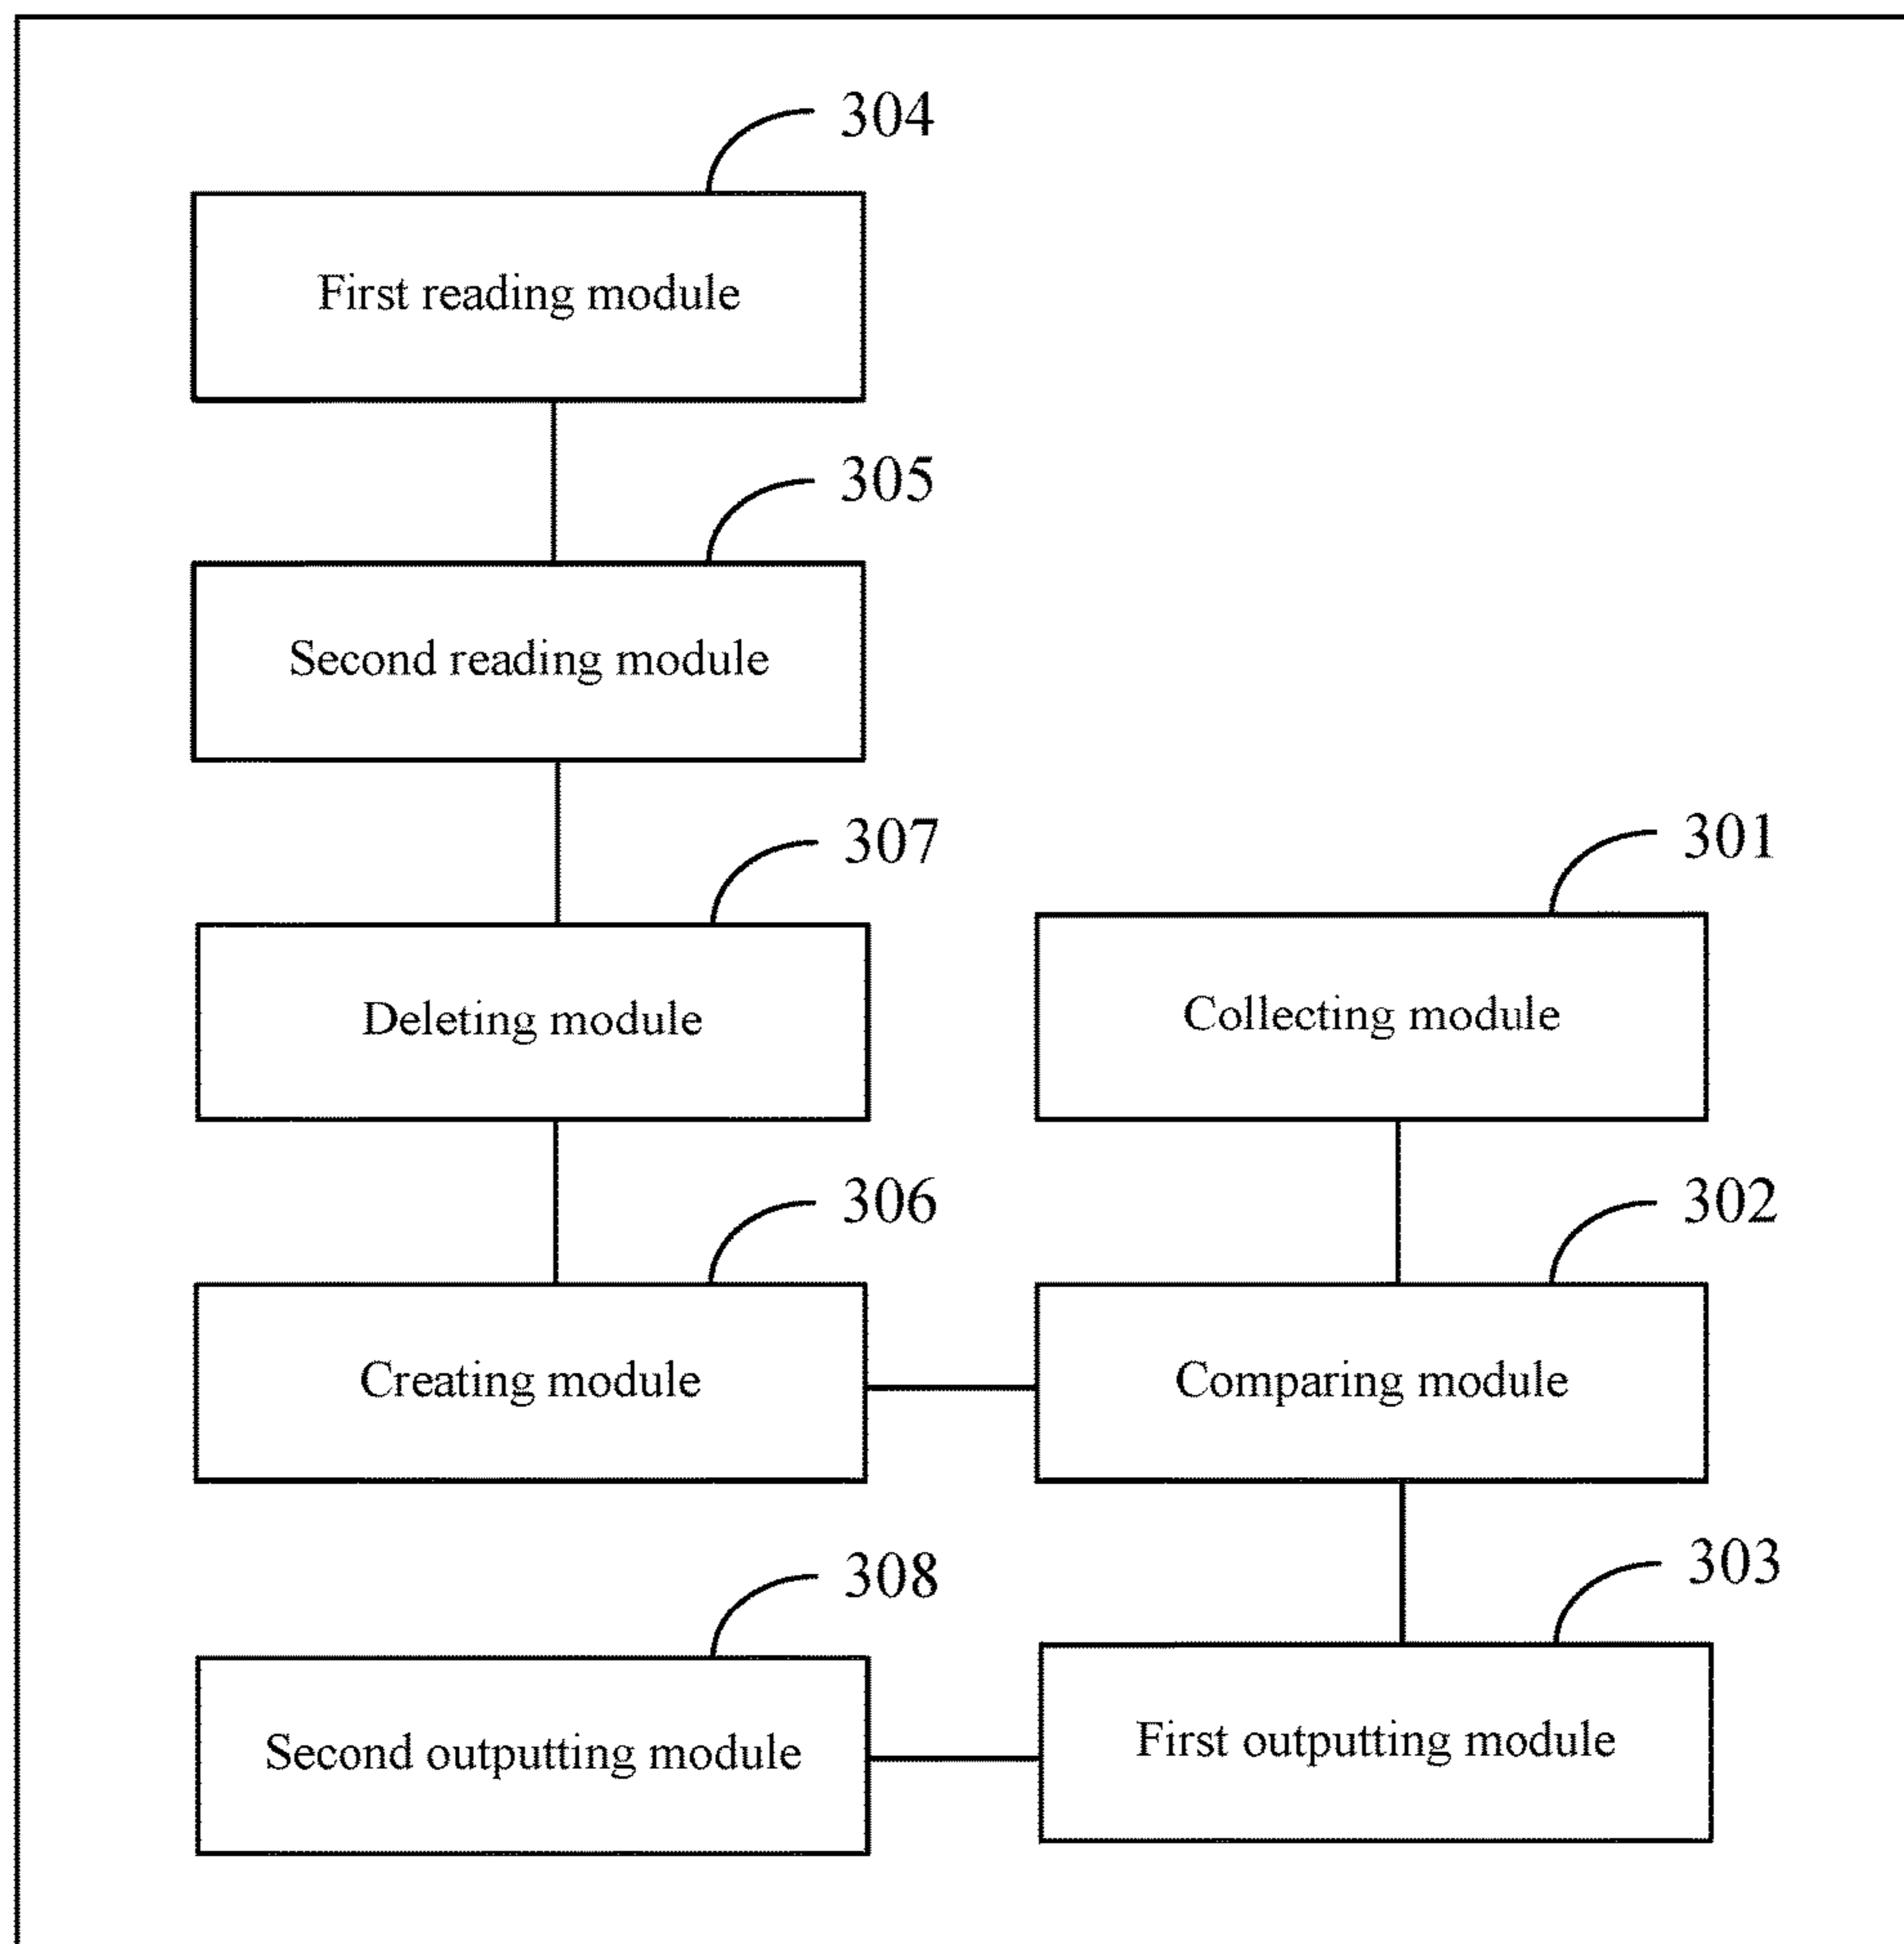 304
First reading module
305
Second reading module
307
301
Deleting module
Collecting module
306
302
Creating module
Comparing module
308
303
Second outputting module
First outputting module